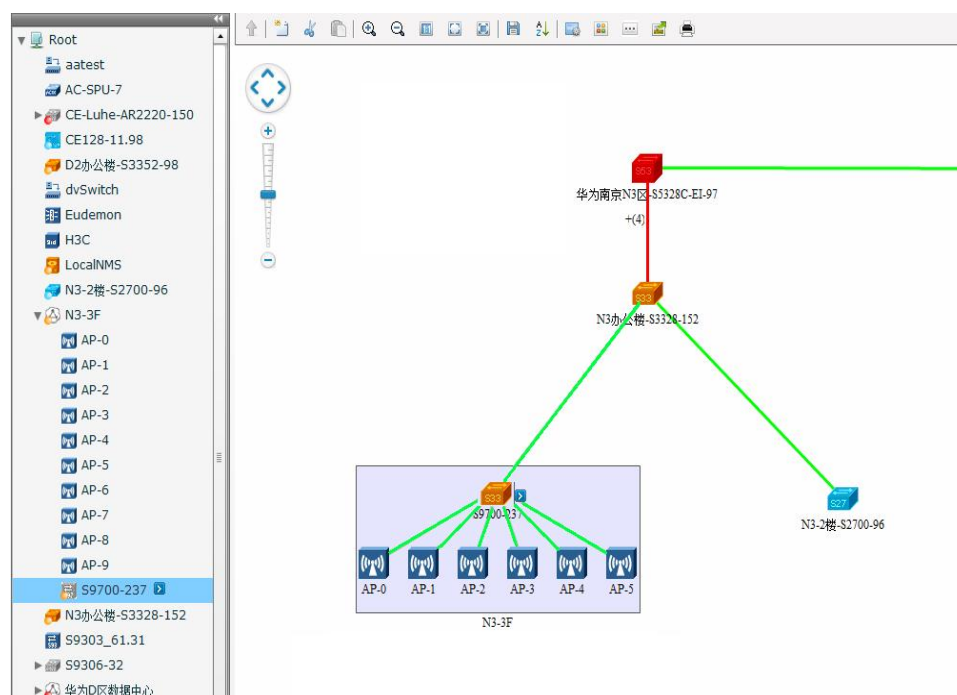 Root
aatest
AC-SPU-7
CE-Luhe-AR2220-150
CE128-11.98
D2办公楼-S3352-98
dvSwitch
Eudemon
H3C
LocalNMS
N3-2楼-S2700-96
N3-3F
AP-0
AP-1
AP-2
AP-3
AP-4
AP-5
AP-6
AP-7
AP-8
AP-9
S9700-237
N3办公楼-S3328-152
S9303_61.31
S9306-32
华为D区数据中心
S53
华为南京N3区-S5328C-EI-97
+(4)
S33
N3办公楼-S3328-152
S33
S9700-237
AP-0 AP-1 AP-2 AP-3 AP-4 AP-5
N3-3F
S27
N3-2楼-S2700-96